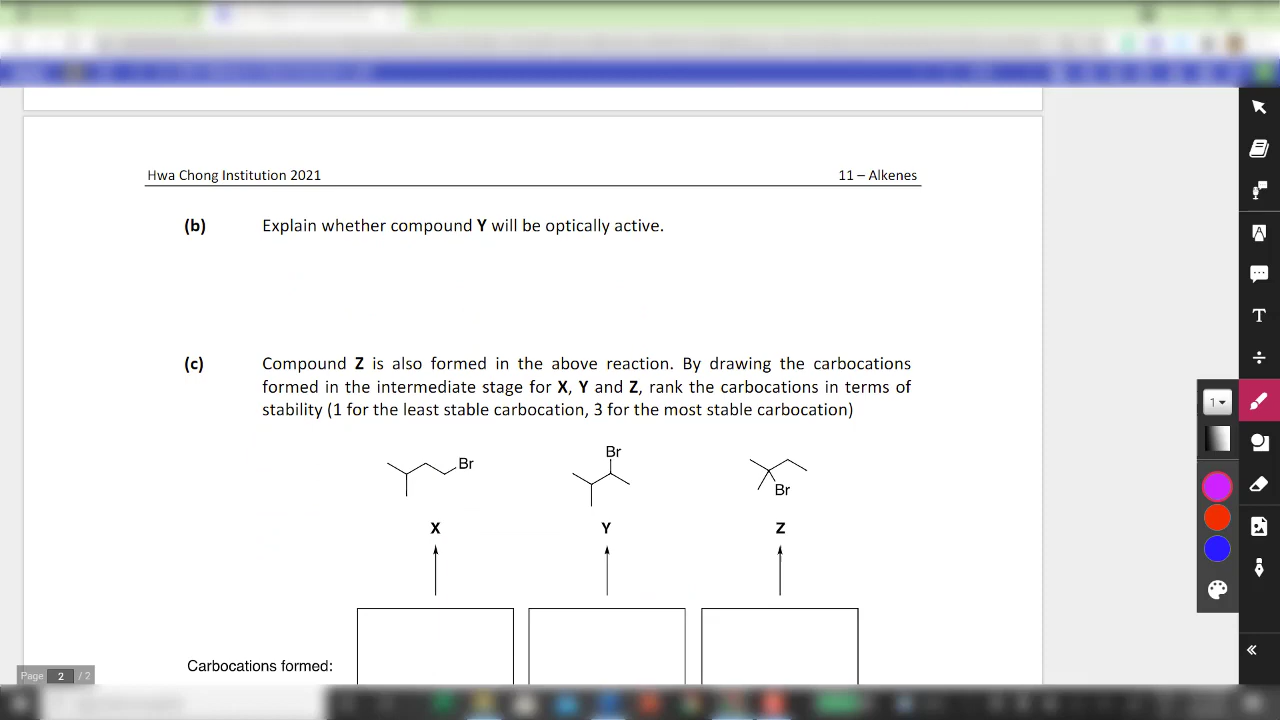 Hwa Chong Institution 2021
11 – Alkenes
(b) Explain whether compound Y will be optically active.
(c) Compound Z is also formed in the above reaction. By drawing the carbocations
formed in the intermediate stage for X, Y and Z, rank the carbocations in terms of
stability (1 for the least stable carbocation, 3 for the most stable carbocation)
Br
Br
Br
X Y Z
Carbocations formed:
1
T
Page 2 / 2